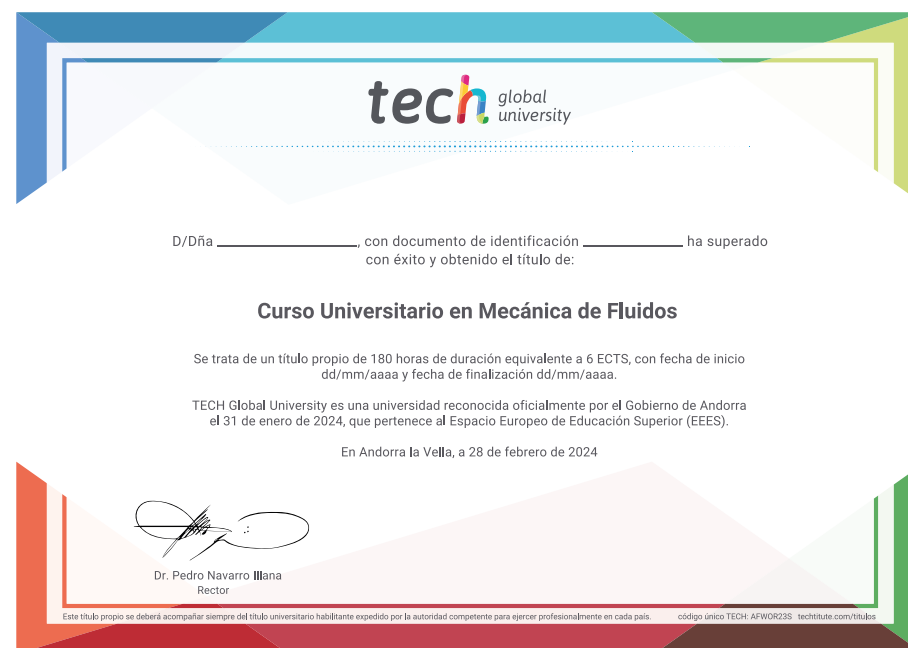 tech global university
D/Dña ____________, con documento de identificación ____________ ha superado
con éxito y obtenido el título de:
Curso Universitario en Mecánica de Fluidos
Se trata de un título propio de 180 horas de duración equivalente a 6 ECTS, con fecha de inicio
dd/mm/aaaa y fecha de finalización dd/mm/aaaa.
TECH Global University es una universidad reconocida oficialmente por el Gobierno de Andorra
el 31 de enero de 2024, que pertenece al Espacio Europeo de Educación Superior (EEES).
En Andorra la Vella, a 28 de febrero de 2024
Dr. Pedro Navarro Illana
Rector
Este título propio se deberá acompañar siempre del título universitario habilitante expedido por la autoridad competente para ejercer profesionalmente en cada país. código único TECH: AFWOR23S techtitute.com/titulos